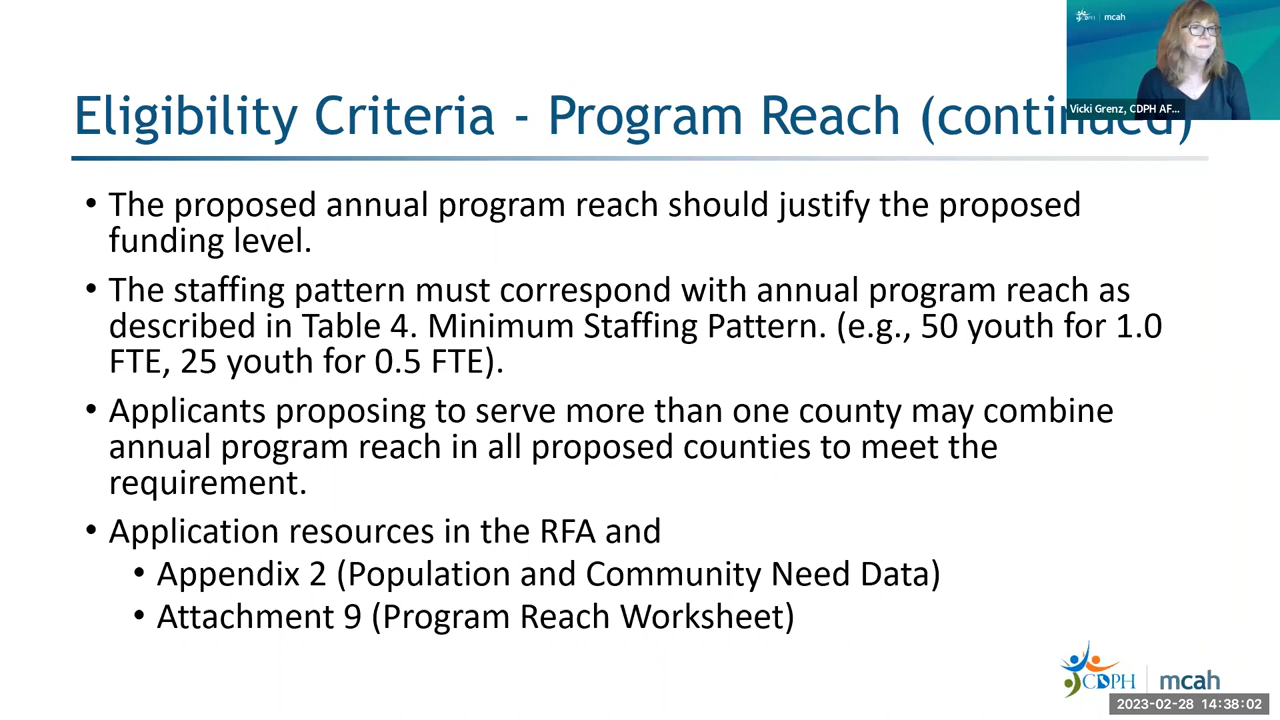 CDPH | mcah
Vicki Grenz, CDPH AF...
Eligibility Criteria - Program Reach (continued)
• The proposed annual program reach should justify the proposed
funding level.
• The staffing pattern must correspond with annual program reach as
described in Table 4. Minimum Staffing Pattern. (e.g., 50 youth for 1.0
FTE, 25 youth for 0.5 FTE).
• Applicants proposing to serve more than one county may combine
annual program reach in all proposed counties to meet the
requirement.
• Application resources in the RFA and
• Appendix 2 (Population and Community Need Data)
• Attachment 9 (Program Reach Worksheet)
CDPH | mcah
2023-02-28 14:38:02